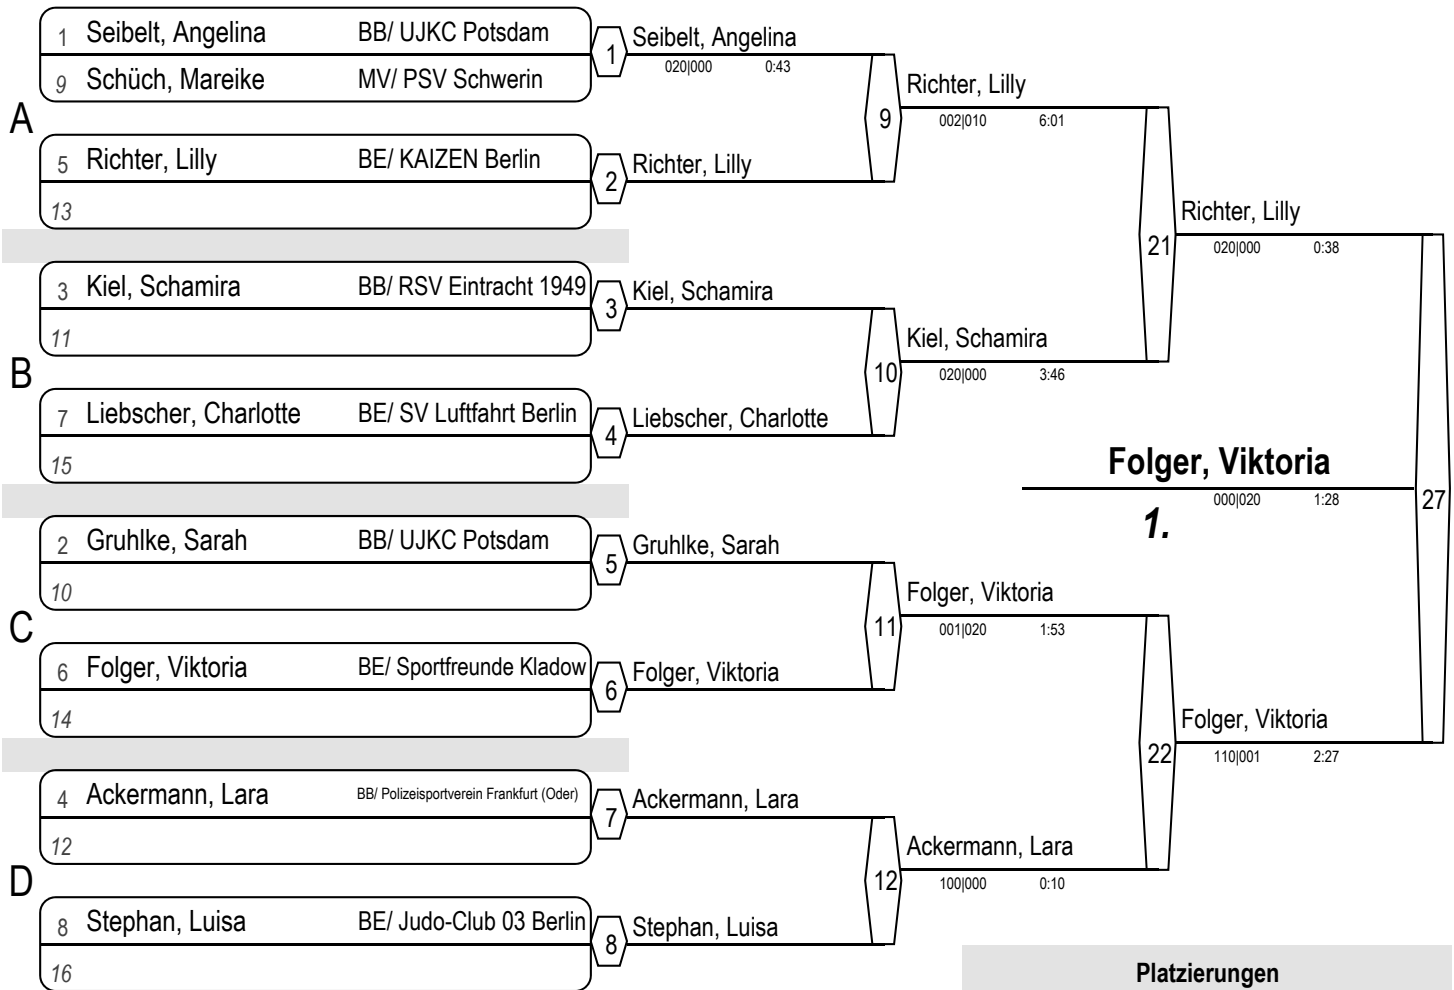 1 Seibelt, Angelina BB/ UJKC Potsdam
9 Schüch, Mareike MV/ PSV Schwerin
A
5 Richter, Lilly BE/ KAIZEN Berlin
13
3 Kiel, Schamira BB/ RSV Eintracht 1949
11
B
7 Liebscher, Charlotte BE/ SV Luftfahrt Berlin
15
2 Gruhlke, Sarah BB/ UJKC Potsdam
10
C
6 Folger, Viktoria BE/ Sportfreunde Kladow
14
4 Ackermann, Lara BB/ Polizeisportverein Frankfurt (Oder)
12
D
8 Stephan, Luisa BE/ Judo-Club 03 Berlin
16
1 Seibelt, Angelina
020|000 0:43
2 Richter, Lilly
3 Kiel, Schamira
4 Liebscher, Charlotte
5 Gruhlke, Sarah
6 Folger, Viktoria
7 Ackermann, Lara
8 Stephan, Luisa
9 Richter, Lilly
002|010 6:01
10 Kiel, Schamira
020|000 3:46
11 Folger, Viktoria
001|020 1:53
12 Ackermann, Lara
100|000 0:10
21 Richter, Lilly
020|000 0:38
22 Folger, Viktoria
110|001 2:27
Folger, Viktoria
000|020 1:28 27
1.
Platzierungen